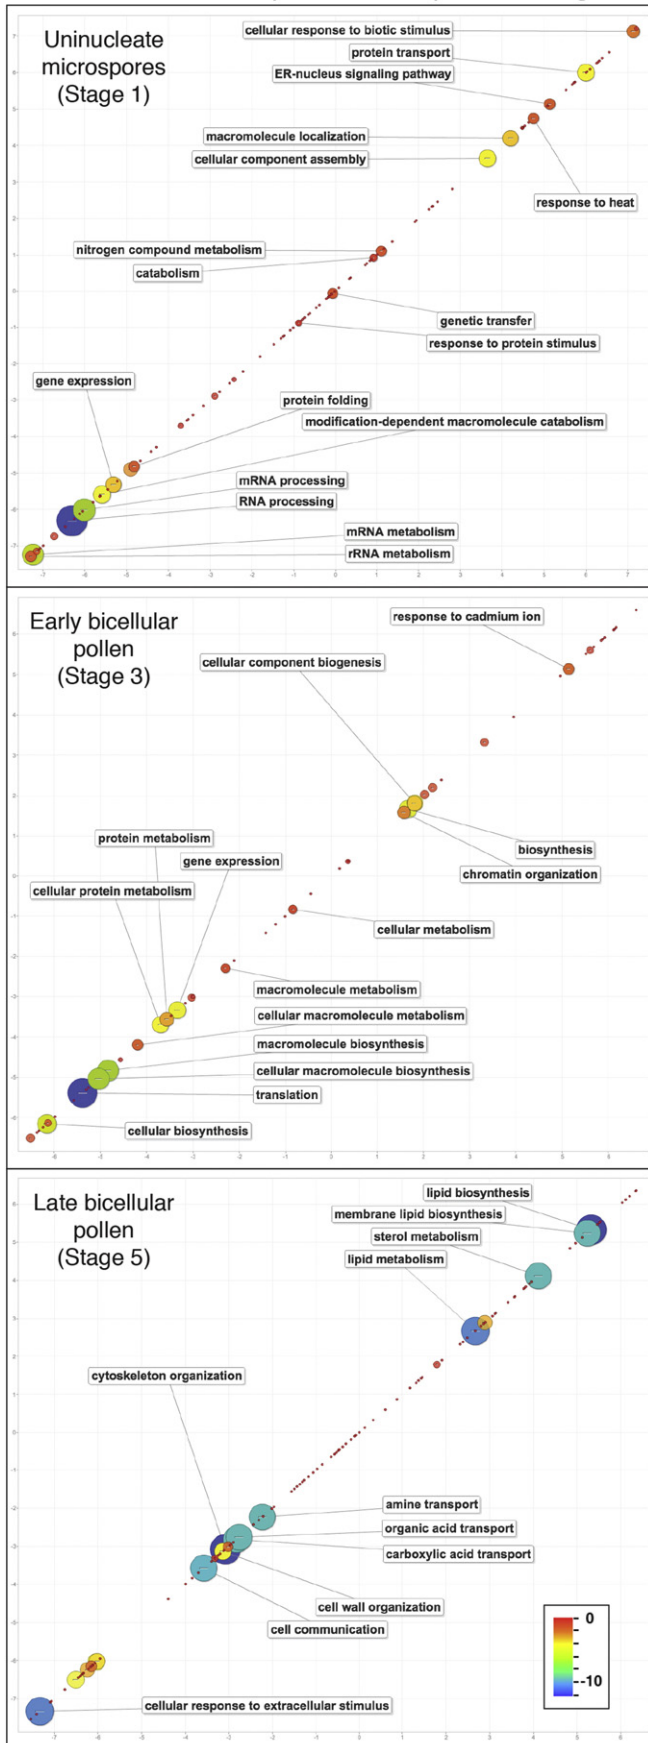 Uninucleate
microspores
(Stage 1)
cellular response to biotic stimulus
protein transport
ER-nucleus signaling pathway
macromolecule localization
cellular component assembly
response to heat
nitrogen compound metabolism
catabolism
genetic transfer
response to protein stimulus
gene expression
protein folding
modification-dependent macromolecule catabolism
mRNA processing
RNA processing
mRNA metabolism
rRNA metabolism
Early bicellular
pollen
(Stage 3)
response to cadmium ion
cellular component biogenesis
biosynthesis
chromatin organization
protein metabolism
gene expression
cellular protein metabolism
cellular metabolism
macromolecule metabolism
cellular macromolecule metabolism
macromolecule biosynthesis
cellular macromolecule biosynthesis
translation
cellular biosynthesis
Late bicellular
pollen
(Stage 5)
lipid biosynthesis
membrane lipid biosynthesis
sterol metabolism
lipid metabolism
cytoskeleton organization
amine transport
organic acid transport
carboxylic acid transport
cell wall organization
cell communication
0
-10
cellular response to extracellular stimulus